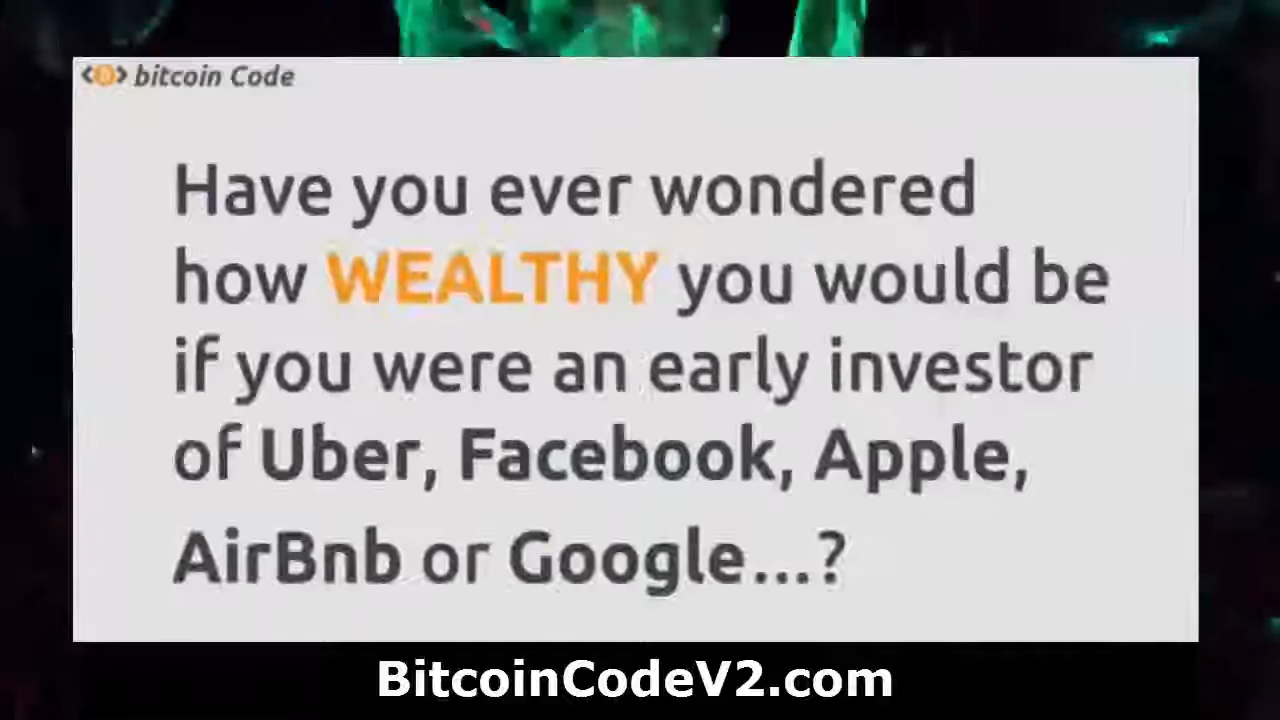 bitcoin Code
Have you ever wondered
how WEALTHY you would be
if you were an early investor
of Uber, Facebook, Apple,
AirBnb or Google...?
BitcoinCodeV2.com